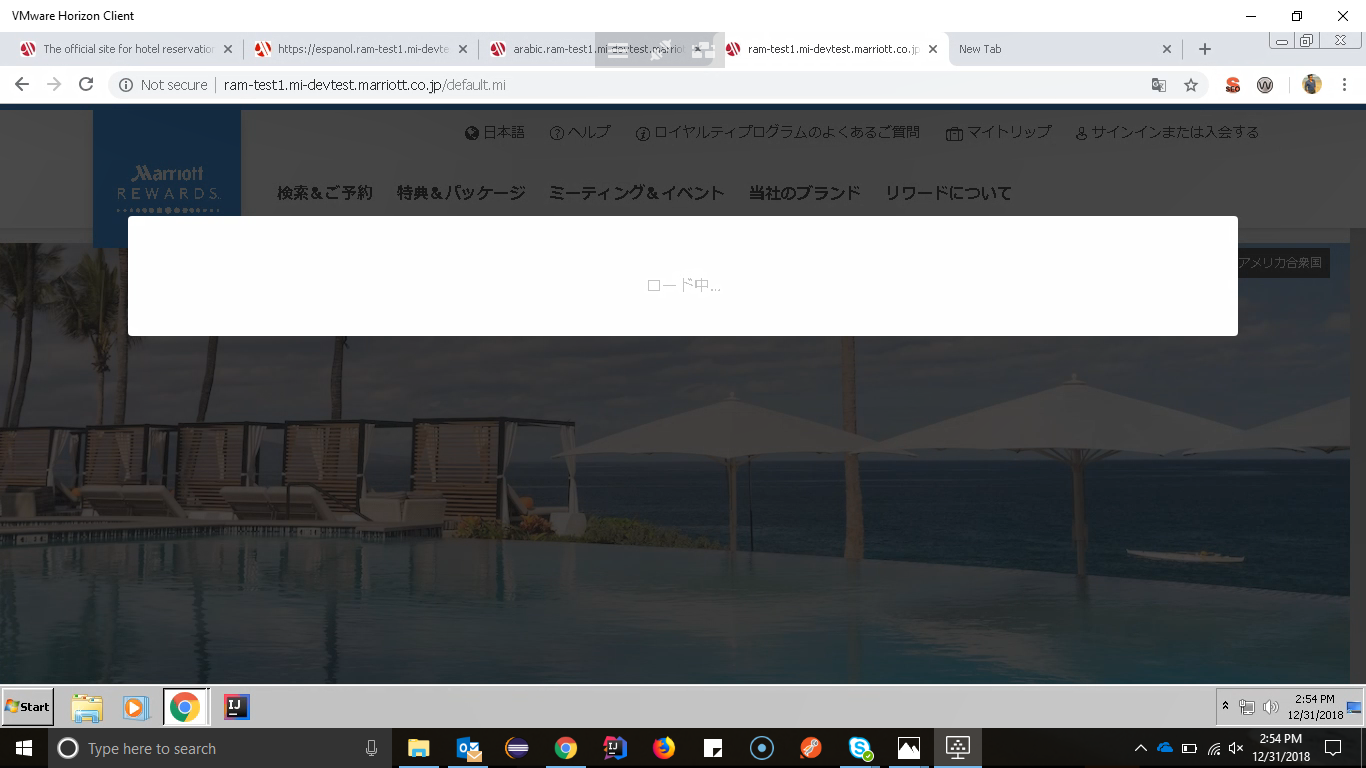 VMware Horizon Client
The official site for hotel reservation
https://espanol.ram-test1.mi-devte
arabic.ram-test1.mi-devtest.marriot
ram-test1.mi-devtest.marriott.co.jp
New Tab
Not secure
ram-test1.mi-devtest.marriott.co.jp/default.mi
日本語
ヘルプ
ロイヤルティプログラムのよくあるご質問
マイトリップ
サインインまたは入会する
Marriott
REWARDS.
検索＆ご予約
特典＆パッケージ
ミーティング＆イベント
当社のブランド
リワードについて
アメリカ合衆国
ロード中...
Start
2:54 PM
12/31/2018
Type here to search
2:54 PM
12/31/2018